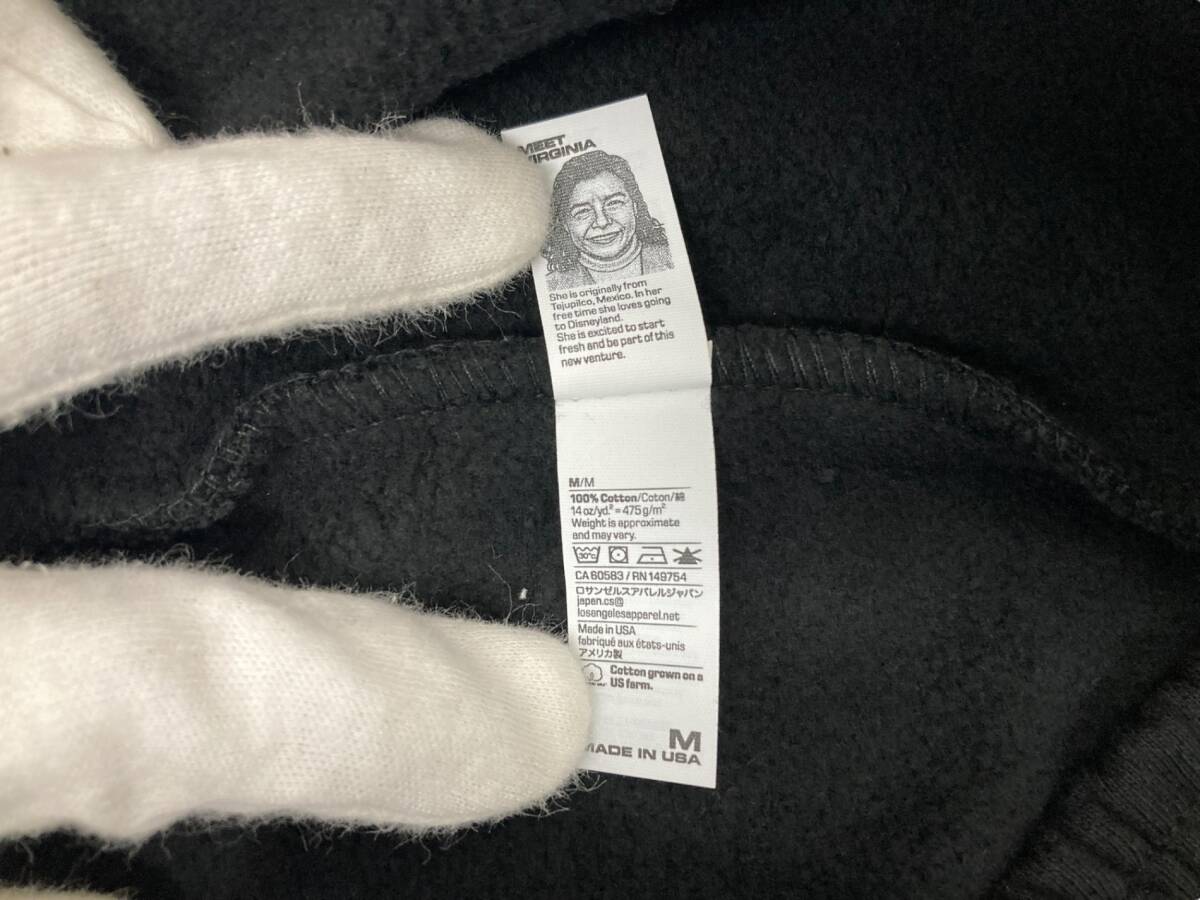 MEET
VIRGINIA
She is originally from
Tejupilco, Mexico. In her
free time she loves going
to Disneyland.
She is excited to start
fresh and be part of this
new venture.
M/M
100% Cotton/Coton/綿
14 oz/yd.² = 475 g/m²
Weight is approximate
and may vary.
30°C
CA 60583 / RN 149754
ロサンゼルスアパレルジャパン
japan.cs@
losangelesapparel.net
Made in USA
fabriqué aux états-unis
アメリカ製
Cotton grown on a
US farm.
M
MADE IN USA